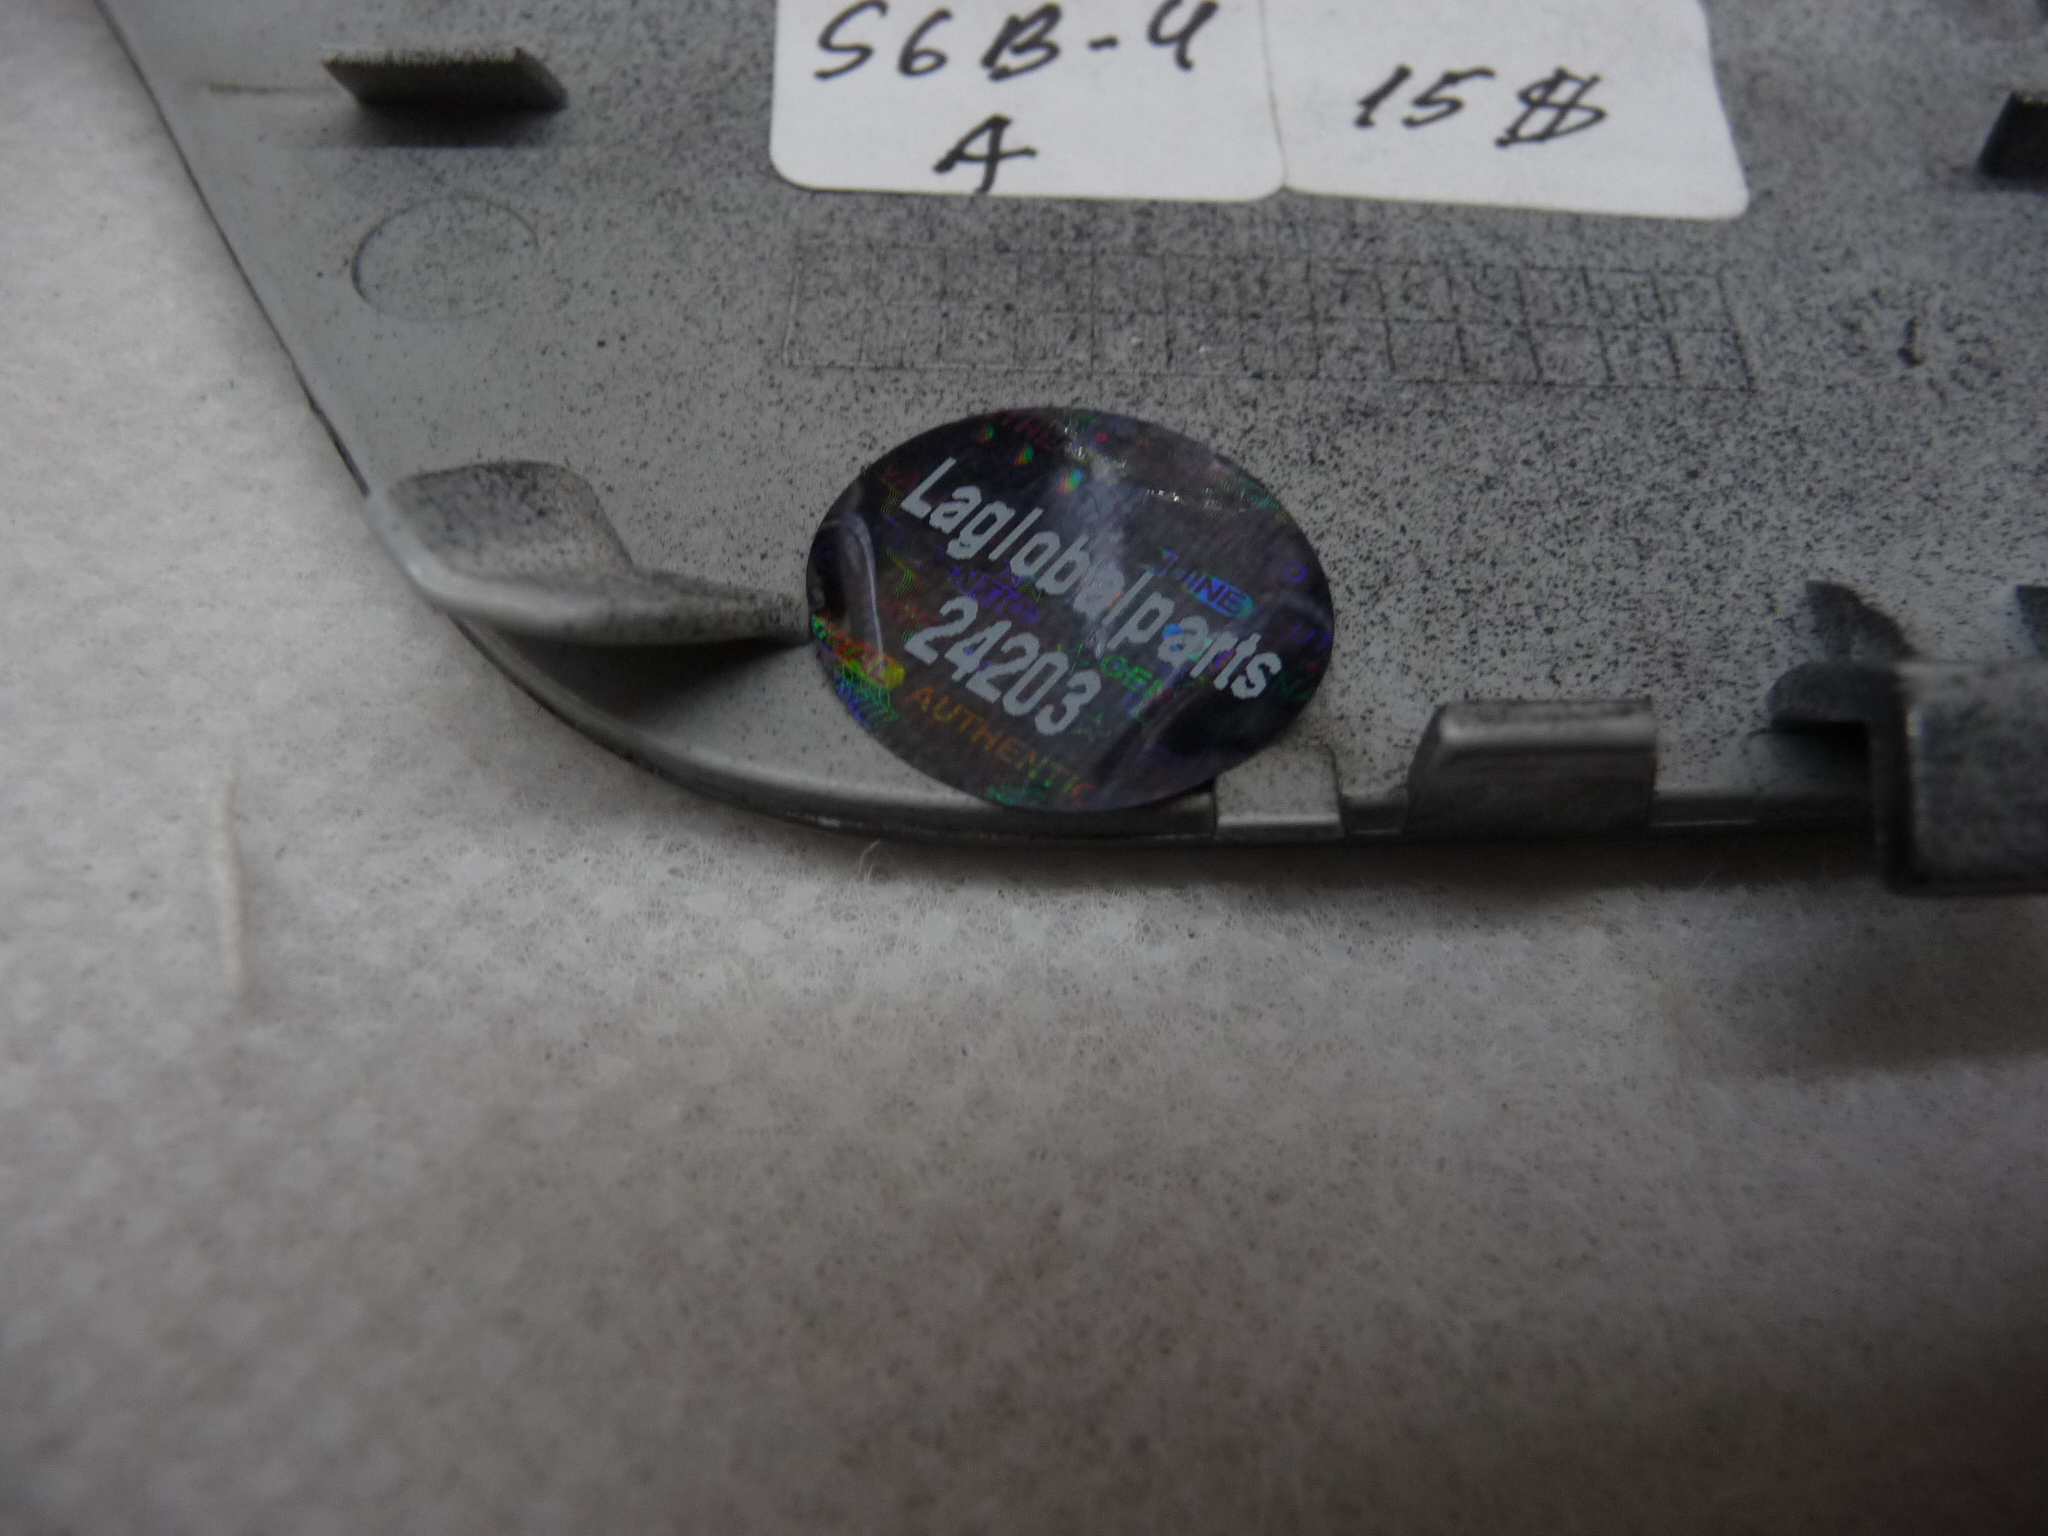 S6B-4
A
15$
Laglobalparts
24203
AUTHENTIC